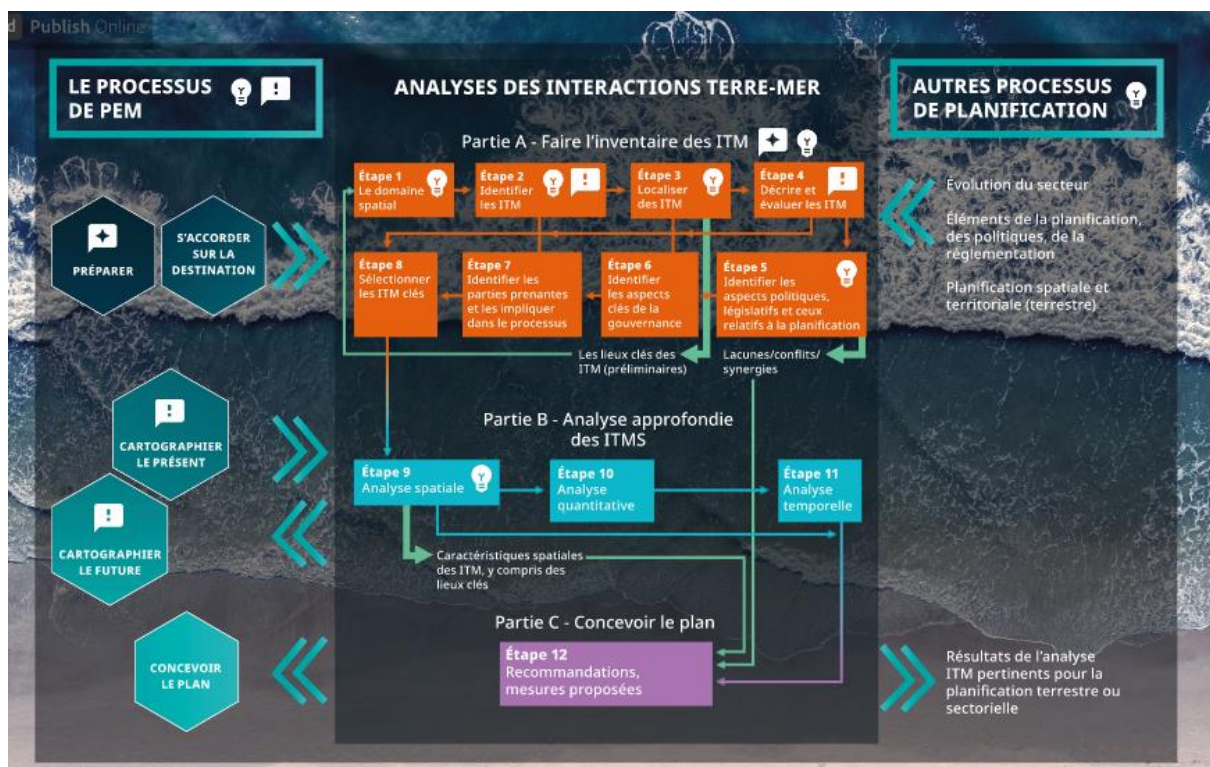 d Publish Online
LE PROCESSUS
DE PEM
ANALYSES DES INTERACTIONS TERRE-MER
AUTRES PROCESSUS
DE PLANIFICATION
Partie A - Faire l'inventaire des ITM
Étape 1
Le domaine
spatial
Étape 2
Identifier
les ITM
Étape 3
Localiser
des ITM
Étape 4
Décrire et
évaluer les ITM
PRÉPARER
S'ACCORDER
SUR LA
DESTINATION
Évolution du secteur
Éléments de la planification,
des politiques, de la
réglementation
Planification spatiale et
territoriale (terrestre)
Étape 8
Sélectionner
les ITM clés
Étape 7
Identifier les
parties prenantes
et les impliquer
dans le processus
Étape 6
Identifier
les aspects
clés de la
gouvernance
Étape 5
Identifier les
aspects politiques,
législatifs et ceux
relatifs à la planification
Les lieux clés des
ITM (préliminaires)
Lacunes/conflits/
synergies
Partie B - Analyse approfondie
des ITMS
CARTOGRAPHIER
LE PRÉSENT
Étape 9
Analyse spatiale
Étape 10
Analyse
quantitative
Étape 11
Analyse
temporelle
CARTOGRAPHIER
LE FUTURE
Caractéristiques spatiales
des ITM, y compris des
lieux clés
Partie C - Concevoir le plan
CONCEVOIR
LE PLAN
Étape 12
Recommandations,
mesures proposées
Résultats de l'analyse
ITM pertinents pour la
planification terrestre ou
sectorielle